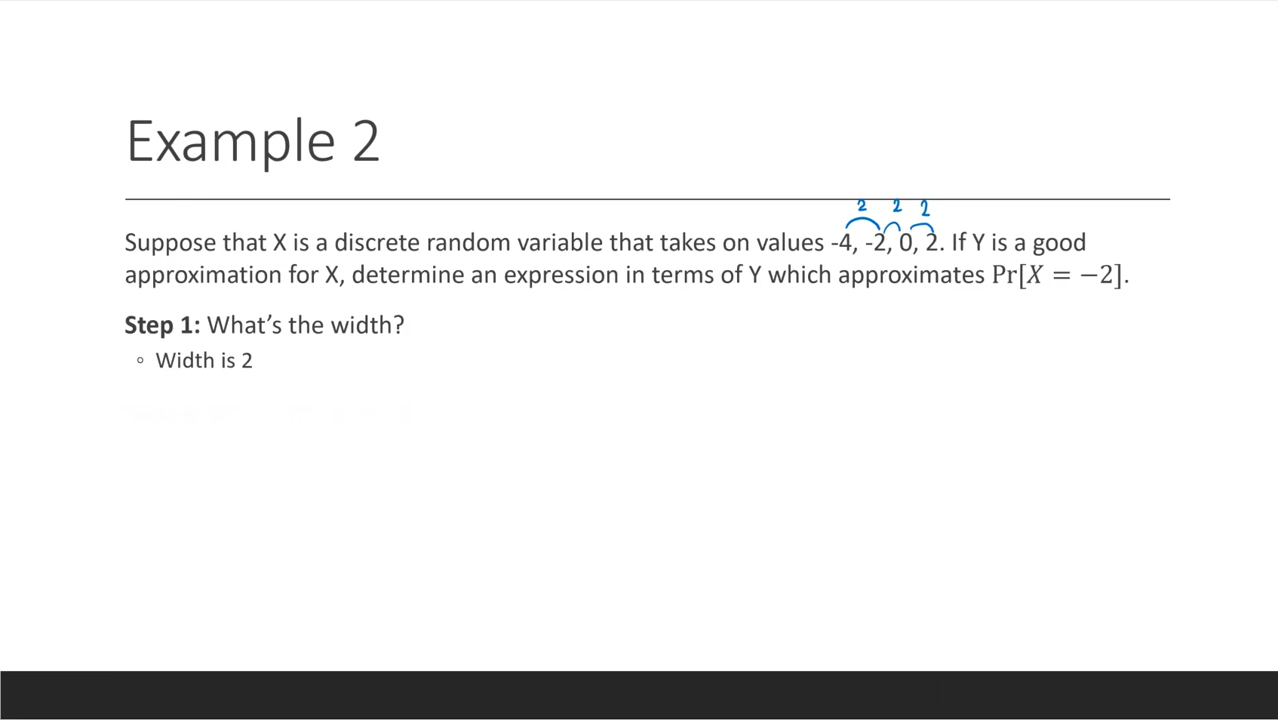 Example 2
2 2 2
Suppose that X is a discrete random variable that takes on values -4, -2, 0, 2. If Y is a good
approximation for X, determine an expression in terms of Y which approximates Pr[𝑋 = −2].
Step 1: What’s the width?
◦ Width is 2